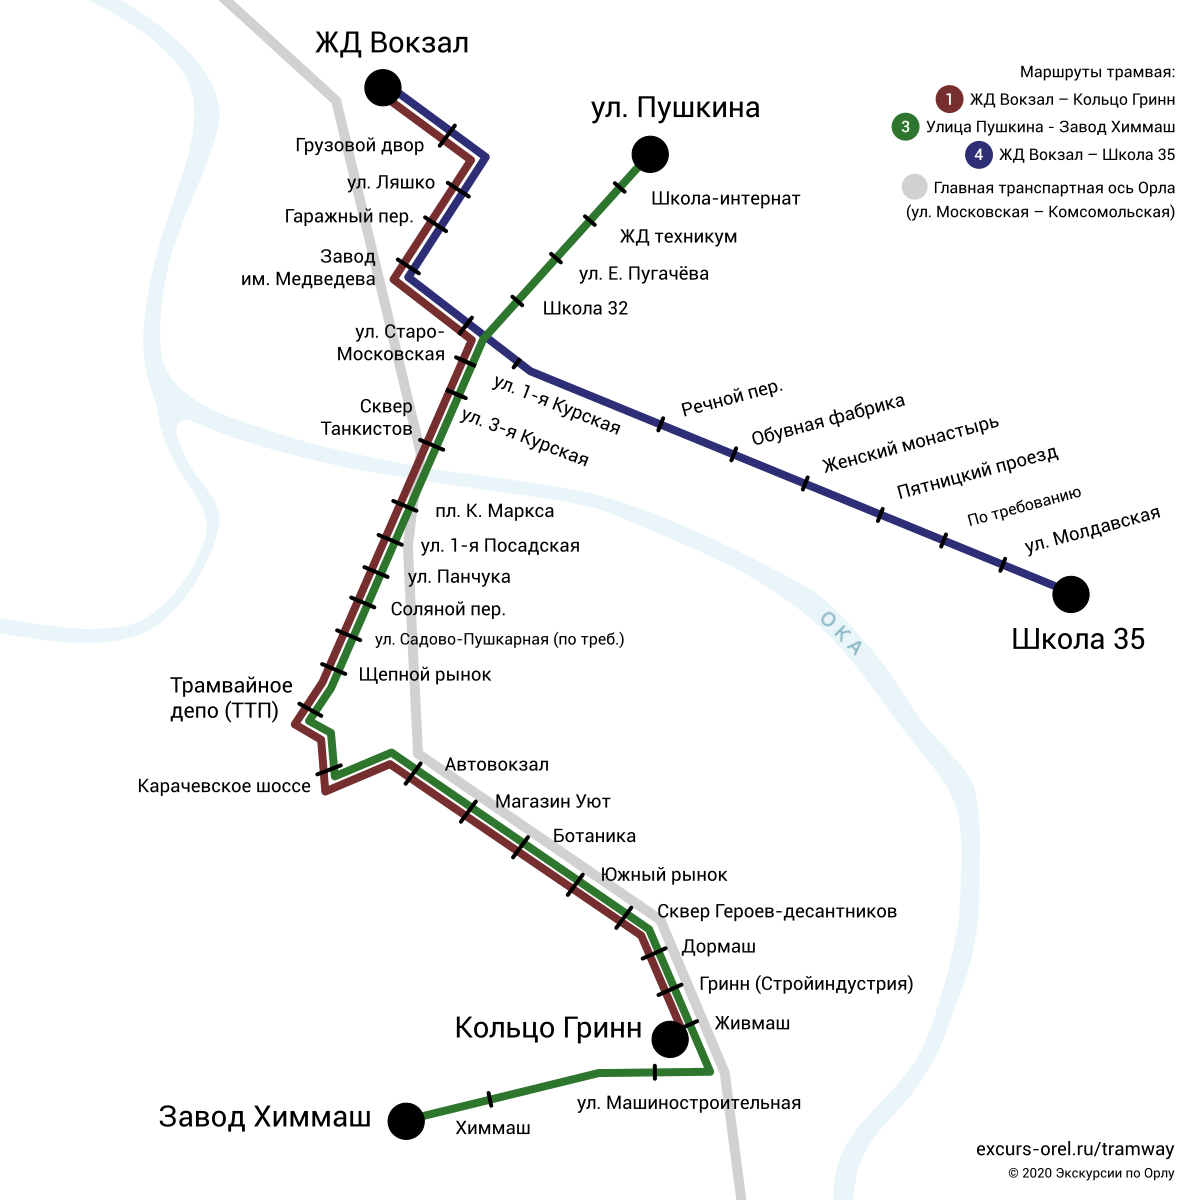 ЖД Вокзал
ул. Пушкина
Маршруты трамвая:
1 ЖД Вокзал – Кольцо Гринн
3 Улица Пушкина - Завод Химмаш
4 ЖД Вокзал – Школа 35
Главная транспортная ось Орла
(ул. Московская – Комсомольская)
Грузовой двор
ул. Ляшко
Гаражный пер.
Завод
им. Медведева
ул. Старо-
Московская
Сквер
Танкистов
Школа-интернат
ЖД техникум
ул. Е. Пугачёва
Школа 32
ул. 1-я Курская
ул. 3-я Курская
Речной пер.
Обувная фабрика
Женский монастырь
Пятницкий проезд
По требованию
ул. Молдавская
Школа 35
ОКА
пл. К. Маркса
ул. 1-я Посадская
ул. Панчука
Соляной пер.
ул. Садово-Пушкарная (по треб.)
Щепной рынок
Трамвайное
депо (ТТП)
Карачевское шоссе
Автовокзал
Магазин Уют
Ботаника
Южный рынок
Сквер Героев-десантников
Дормаш
Гринн (Стройиндустрия)
Живмаш
Кольцо Гринн
ул. Машиностроительная
Химмаш
Завод Химмаш
excurs-orel.ru/tramway
© 2020 Экскурсии по Орлу